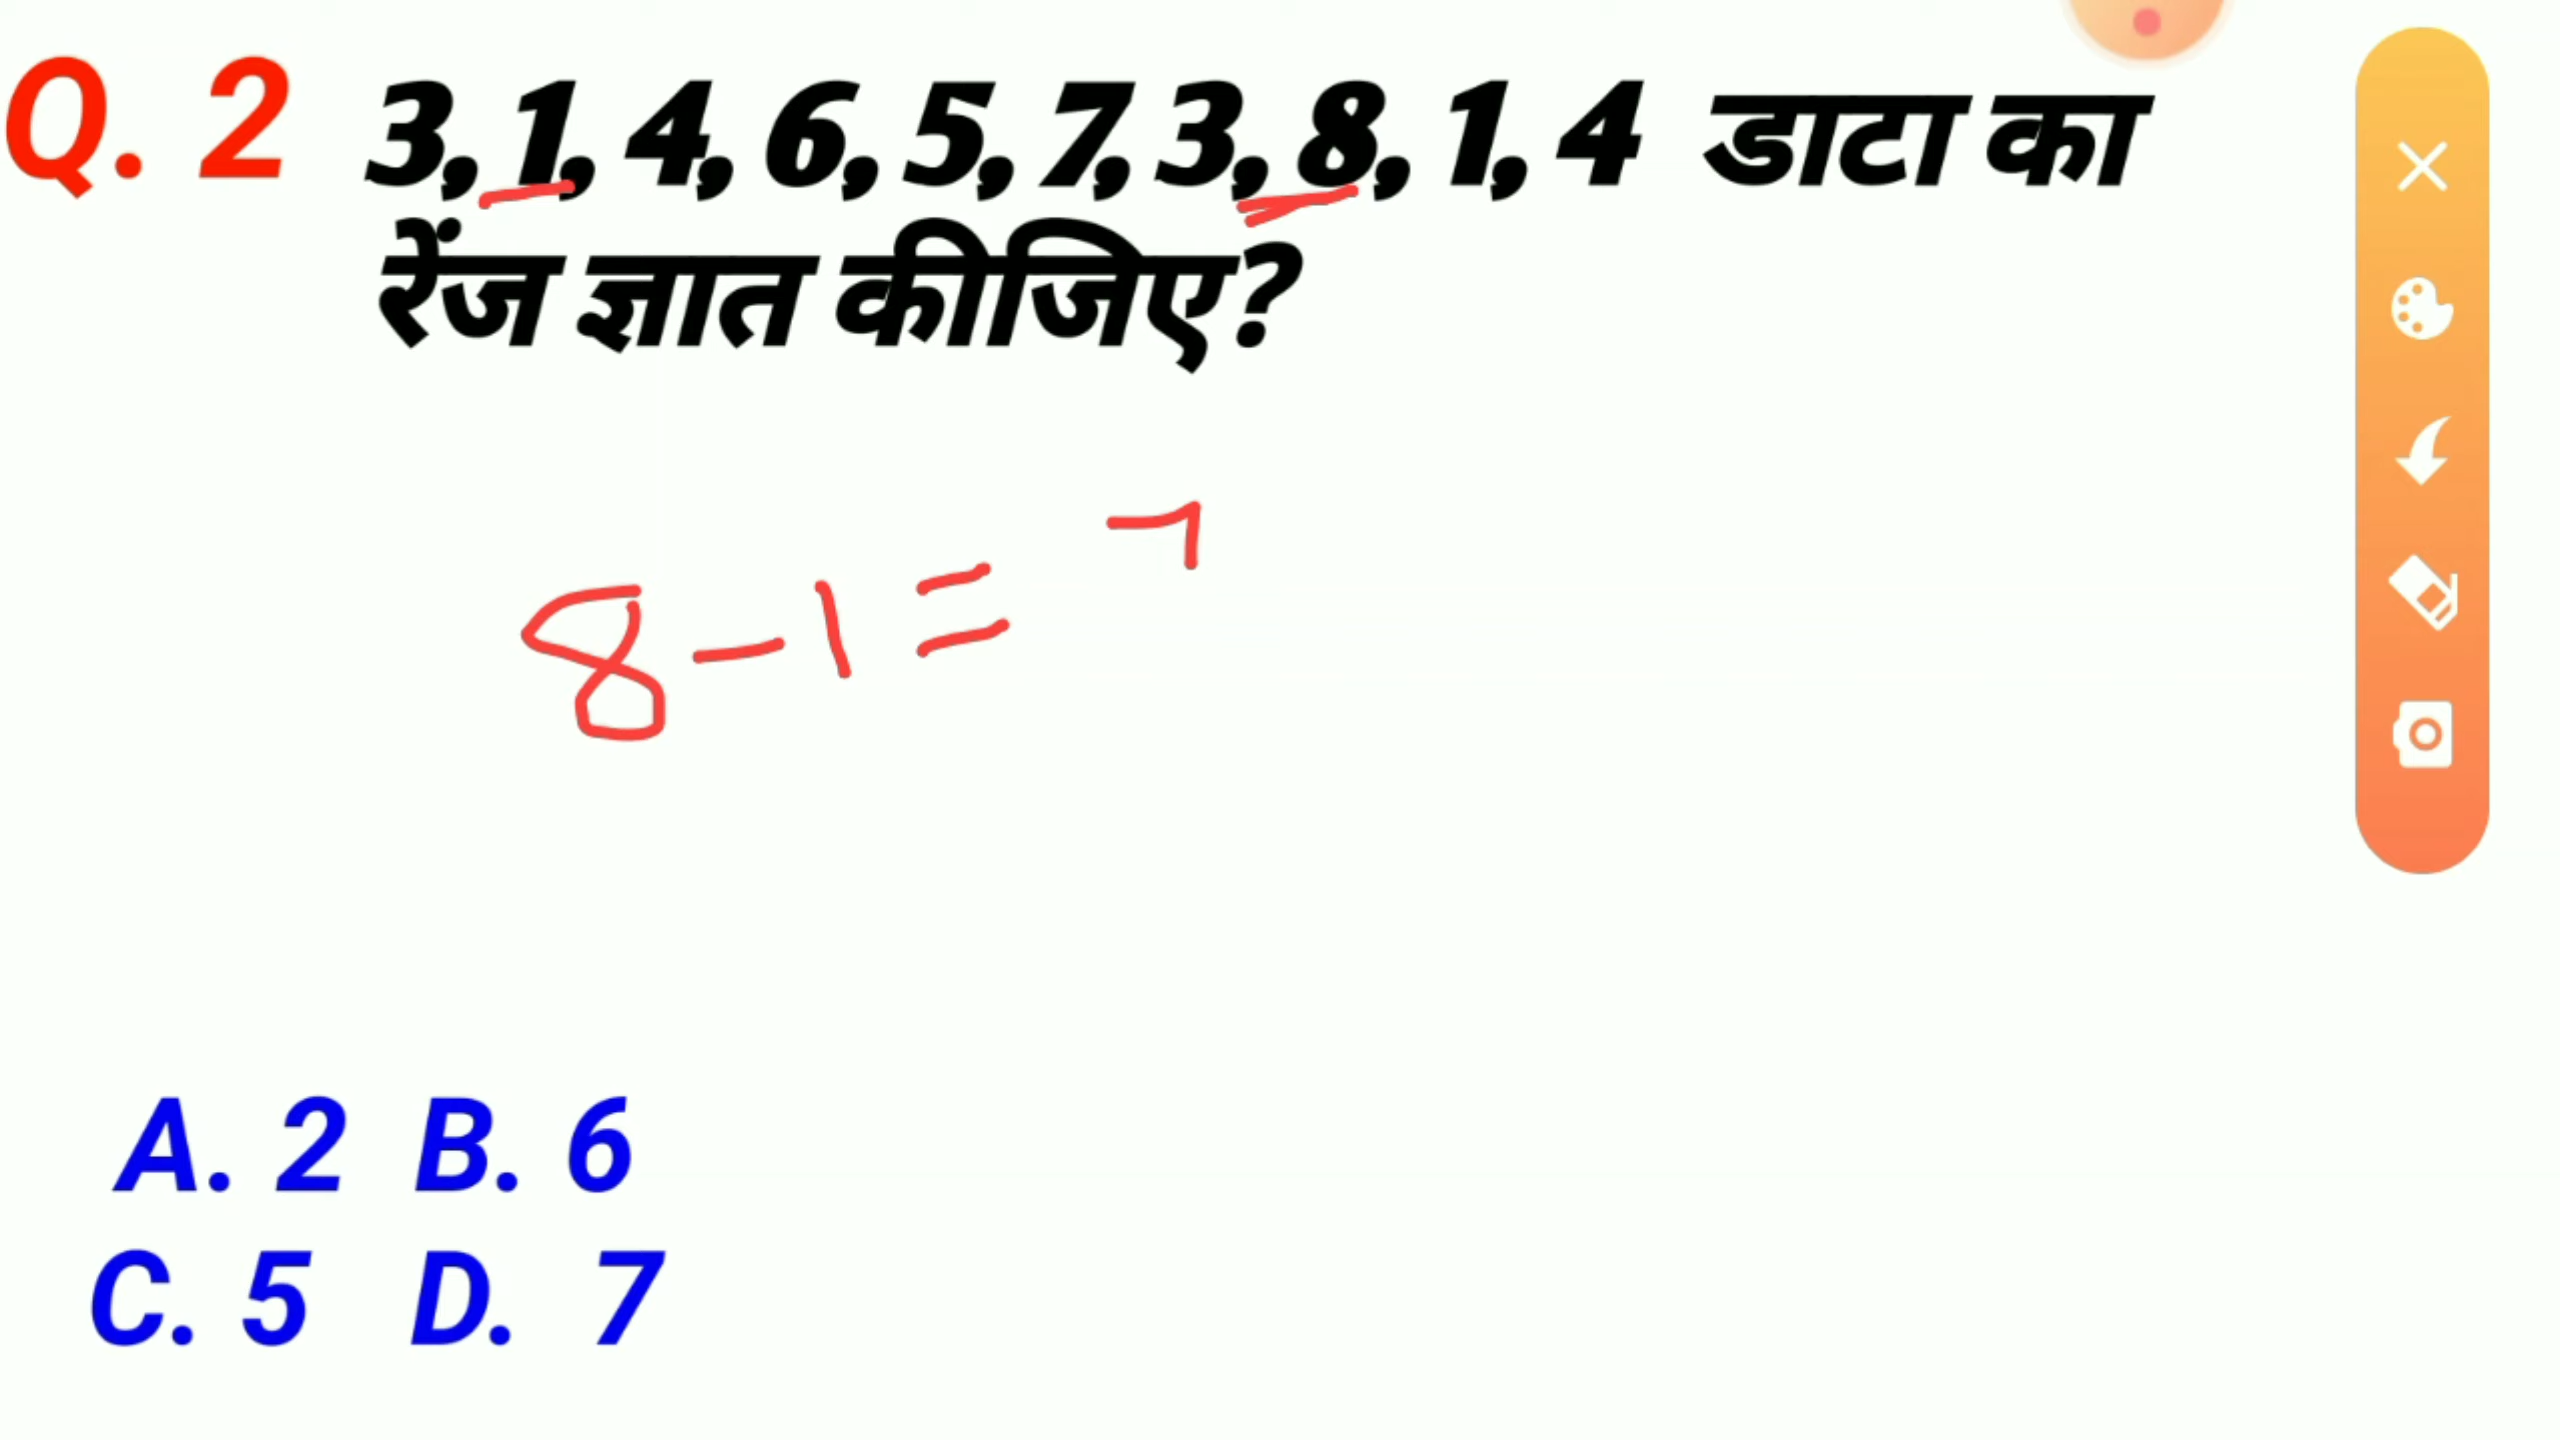 Q. 2 3, 1, 4, 6, 5, 7, 3, 8, 1, 4 डाटा का
रेंज ज्ञात कीजिए?
8 - 1 = 7
A. 2 B. 6
C. 5 D. 7